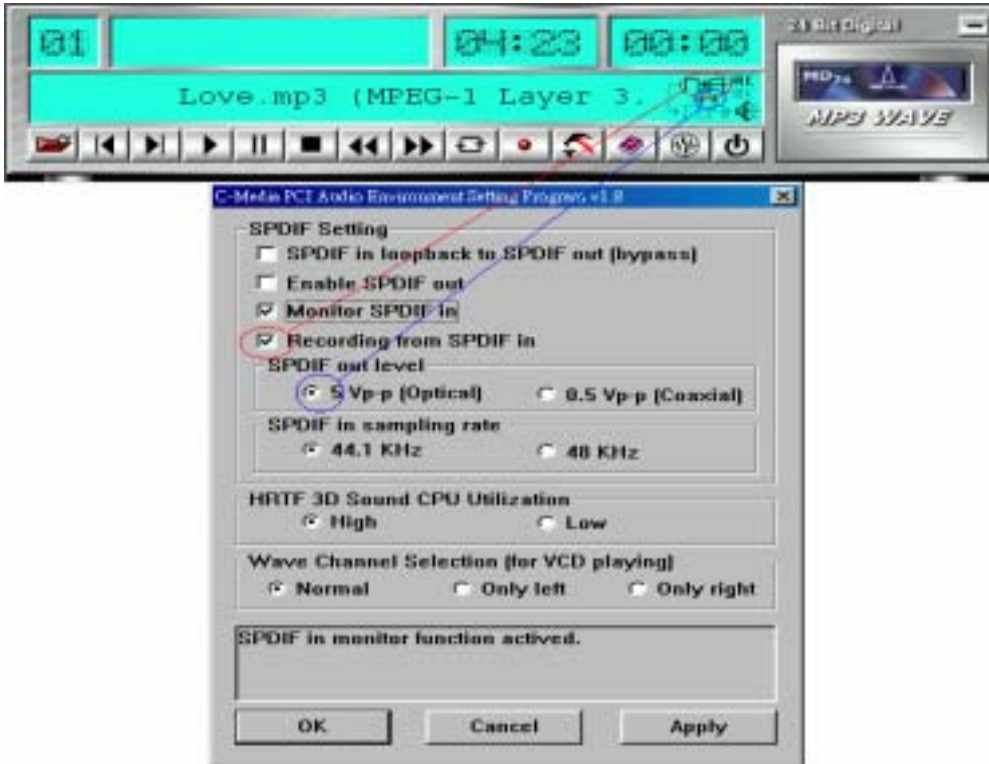 01 04:23 00:00
24 Bit Digital
Love.mp3 (MPEG-1 Layer 3.
MP3 WAVE
C-Media PCI Audio Environment Setting Program v1.8
SPDIF Setting
SPDIF in loopback to SPDIF out (bypass)
Enable SPDIF out
Monitor SPDIF in
Recording from SPDIF in
SPDIF out level
5 Vp-p (Optical) 0.5 Vp-p (Coaxial)
SPDIF in sampling rate
44.1 KHz 48 KHz
HRTF 3D Sound CPU Utilization
High Low
Wave Channel Selection (for VCD playing)
Normal Only left Only right
SPDIF in monitor function actived.
OK Cancel Apply